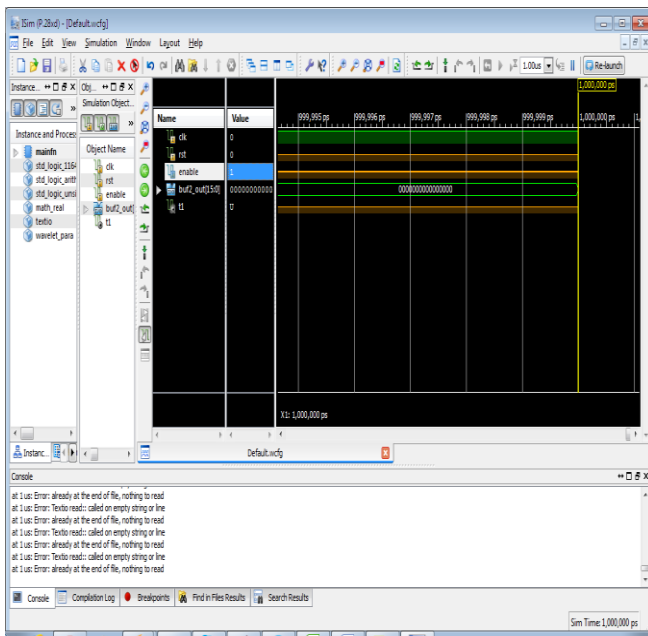 ISim (P.28xd) - [Default.wcfg]
File Edit View Simulation Window Layout Help
1.00us Re-launch
Instance...
Obj...
Simulation Object...
Instance and Process
Object Name
mainfn
std_logic_1164
std_logic_arith
std_logic_unsi
math_real
textio
wavelet_para
clk
rst
enable
buf2_out[
t1
Name Value
clk 0
rst 0
enable 1
buf2_out[15:0] 00000000000
t1 U
1,000,000 ps
999,995 ps 999,996 ps 999,997 ps 999,998 ps 999,999 ps 1,000,000 ps 1,
0000000000000000
X1: 1,000,000 ps
Instanc...
Default.wcfg
Console
at 1 us: Error: already at the end of file, nothing to read
at 1 us: Error: Textio read:: called on empty string or line
at 1 us: Error: already at the end of file, nothing to read
at 1 us: Error: Textio read:: called on empty string or line
at 1 us: Error: already at the end of file, nothing to read
at 1 us: Error: Textio read:: called on empty string or line
at 1 us: Error: already at the end of file, nothing to read
Console Compilation Log Breakpoints Find in Files Results Search Results
Sim Time: 1,000,000 ps